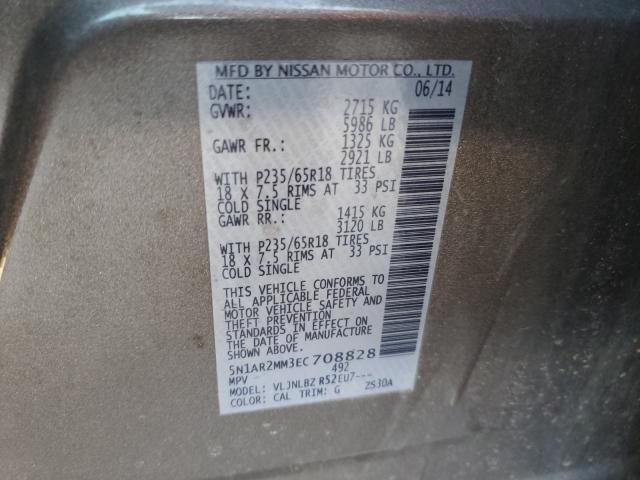 MFD BY NISSAN MOTOR CO., LTD.
DATE: 06/14
GVWR: 2715 KG
5986 LB
GAWR FR.: 1325 KG
2921 LB
WITH P235/65R18 TIRES
18 X 7.5 RIMS AT 33 PSI
COLD SINGLE
GAWR RR.: 1415 KG
3120 LB
WITH P235/65R18 TIRES
18 X 7.5 RIMS AT 33 PSI
COLD SINGLE
THIS VEHICLE CONFORMS TO
ALL APPLICABLE FEDERAL
MOTOR VEHICLE SAFETY AND
THEFT PREVENTION
STANDARDS IN EFFECT ON
THE DATE OF MANUFACTURE
SHOWN ABOVE.
5N1AR2MM3EC708828
MPV 492
MODEL: VLJNLBZ R52EU7---
COLOR: CAL TRIM: G ZS30A